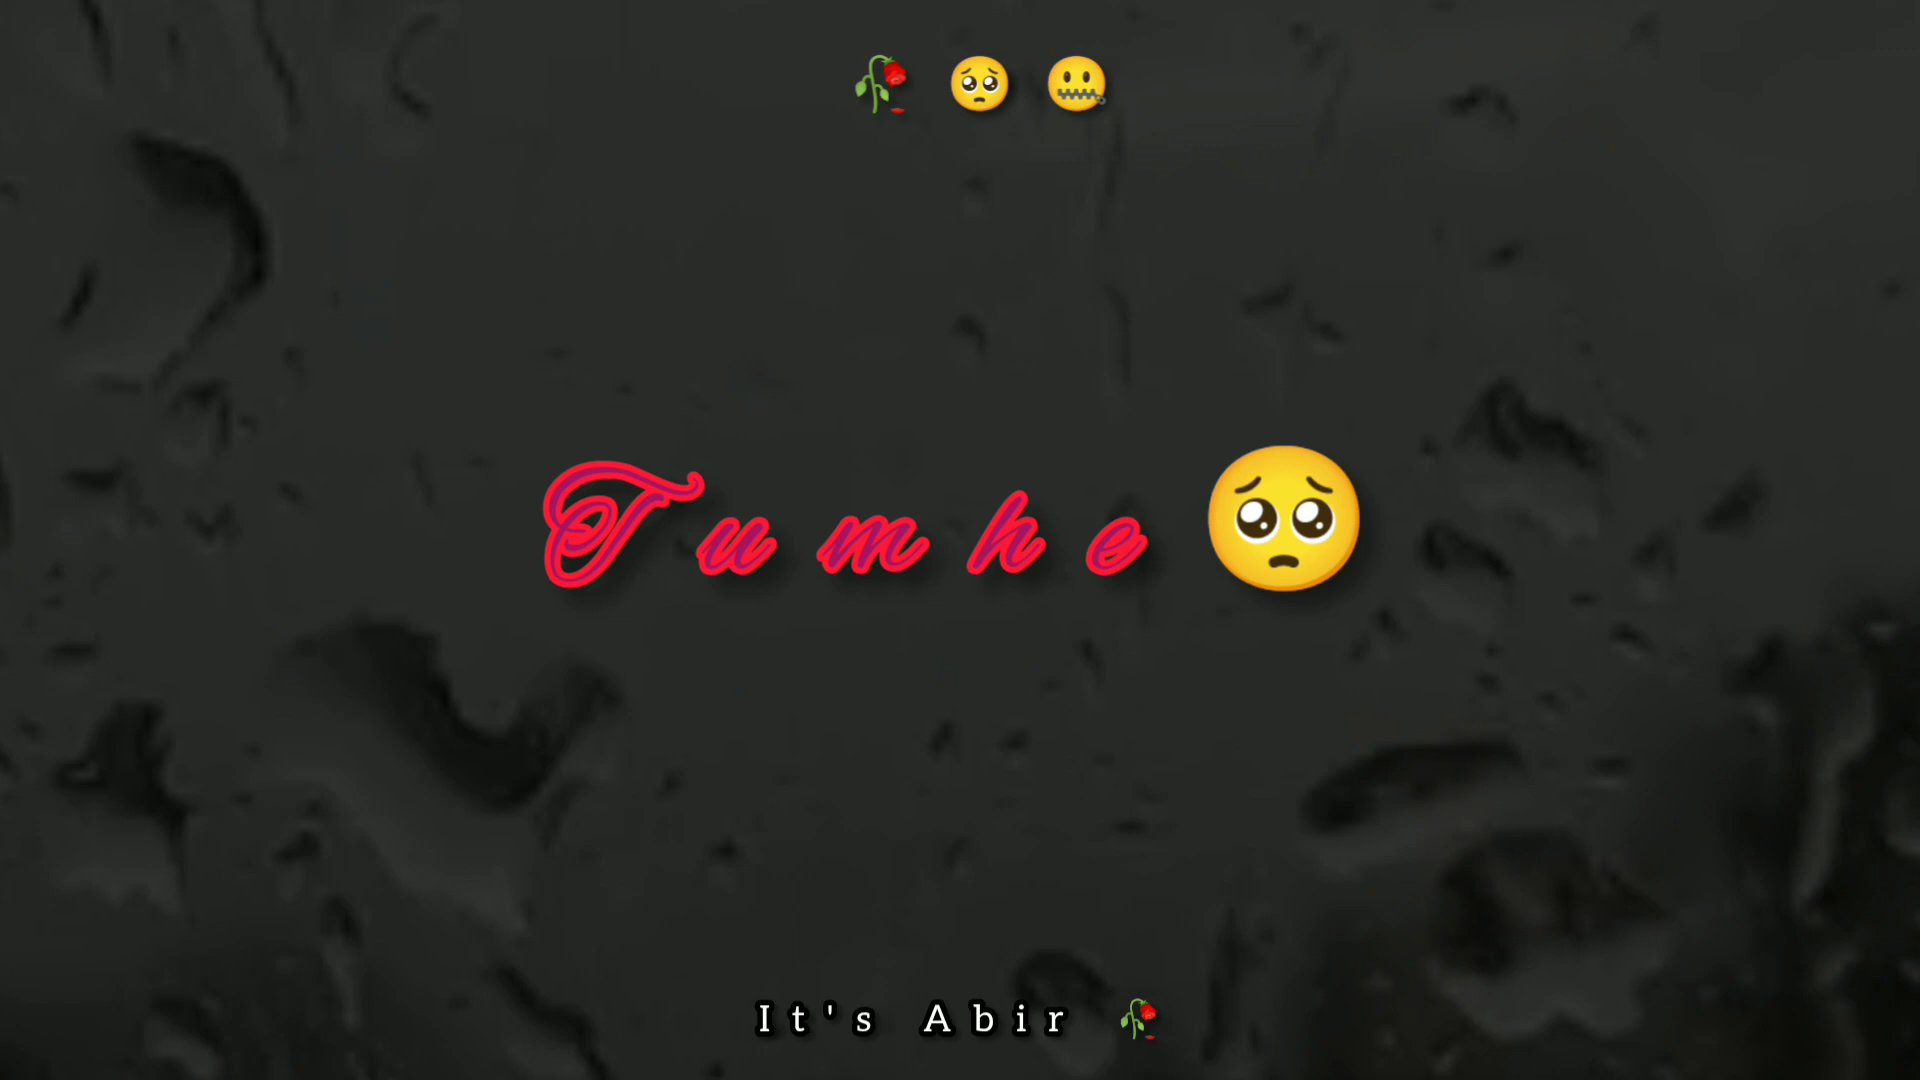 🥀 🥺 🤐
Tumhe 🥺
It's Abir 🥀